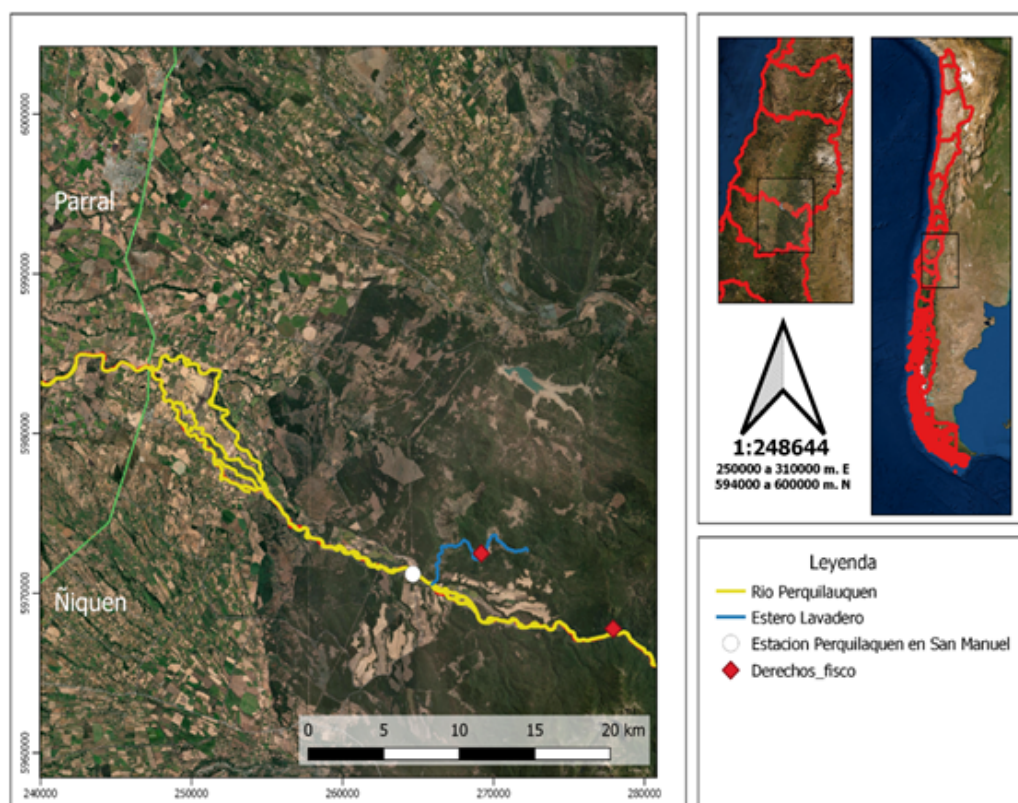 6000000
5990000
5980000
5970000
5960000
Parral
Ñiquen
0 5 10 15 20 km
240000 250000 260000 270000 280000
1:248644
250000 a 310000 m. E
594000 a 600000 m. N
Leyenda
Río Perquilauquen
Estero Lavadero
Estacion Perquilaquen en San Manuel
Derechos_fisco